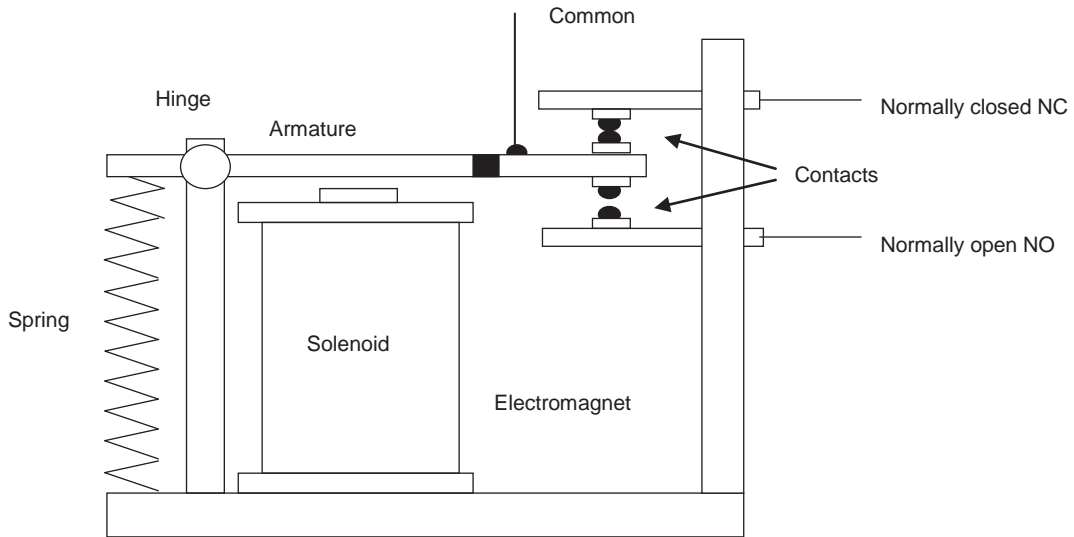 Common
Hinge
Normally closed NC
Armature
Contacts
Normally open NO
Spring
Solenoid
Electromagnet